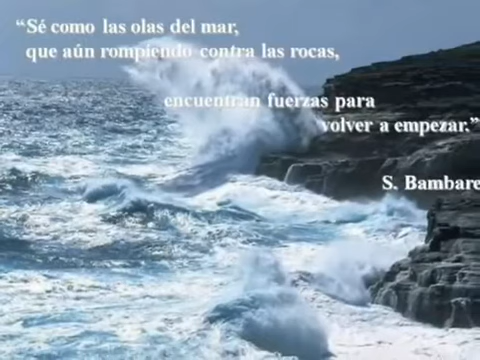 “Sé como las olas del mar,
que aún rompiendo contra las rocas,
encuentran fuerzas para
volver a empezar.”
S. Bambare